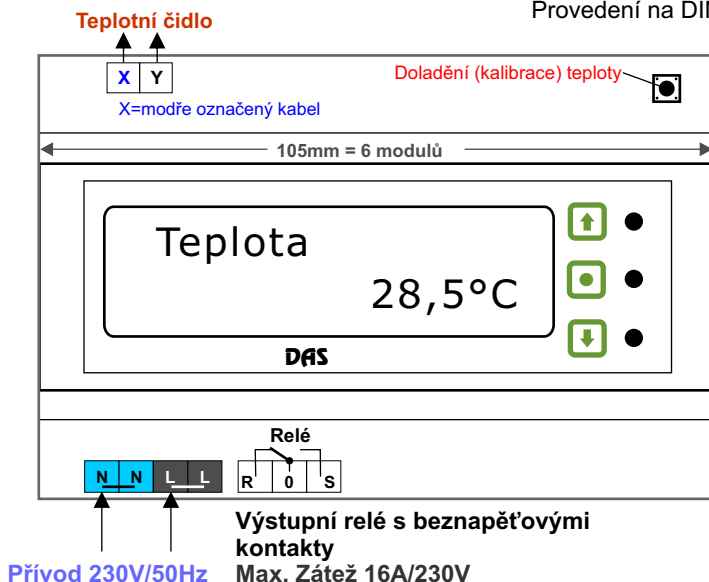 Provedení na DIN
Teplotní čidlo
X Y
Doladění (kalibrace) teploty
X=modře označený kabel
105mm = 6 modulů
Teplota
28,5°C
DAS
Relé
N N L L R 0 S
Výstupní relé s beznapěťovými
kontakty
Přívod 230V/50Hz Max. Zátěž 16A/230V